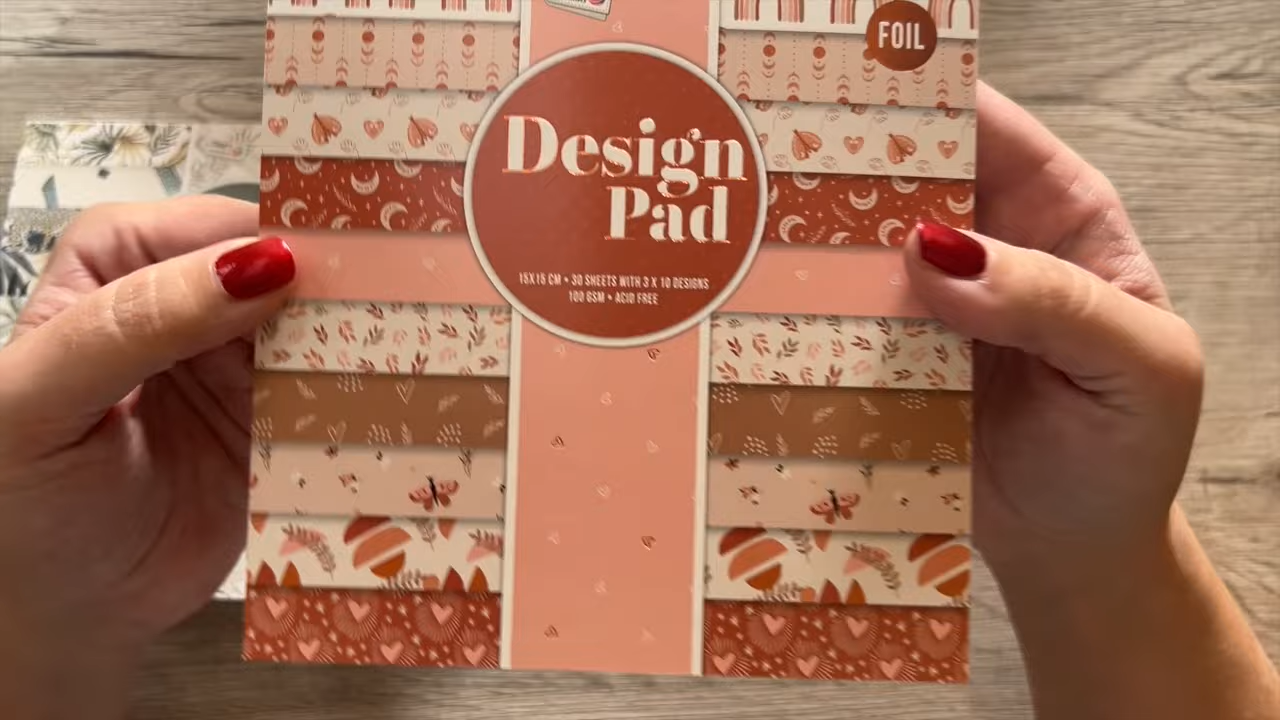 FOIL
Design
Pad
15X15 CM • 30 SHEETS WITH 3 X 10 DESIGNS
100 GSM • ACID FREE